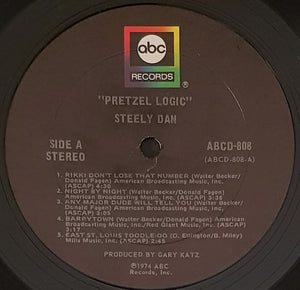 abc
RECORDS
"PRETZEL LOGIC"
STEELY DAN
SIDE A
STEREO
ABCD-808
(ABCD-808-A)
1. RIKKI DON'T LOSE THAT NUMBER (Walter Becker/
Donald Fagen) American Broadcasting Music, Inc.
(ASCAP) 4:30
2. NIGHT BY NIGHT (Walter Becker/Donald Fagen)
American Broadcasting Music, Inc. (ASCAP) 3:36
3. ANY MAJOR DUDE WILL TELL YOU (Walter Becker/
Donald Fagen) American Broadcasting Music, Inc.
(ASCAP) 3:05
4. BARRYTOWN (Walter Becker/Donald Fagen) American
Broadcasting Music, Inc./Red Giant Music, Inc. (ASCAP)
3:17
5. EAST ST. LOUIS TOODLE-OO (D. Ellington/B. Miley)
Mills Music, Inc. (ASCAP) 2:45
PRODUCED BY GARY KATZ
℗1974 ABC
Records, Inc.